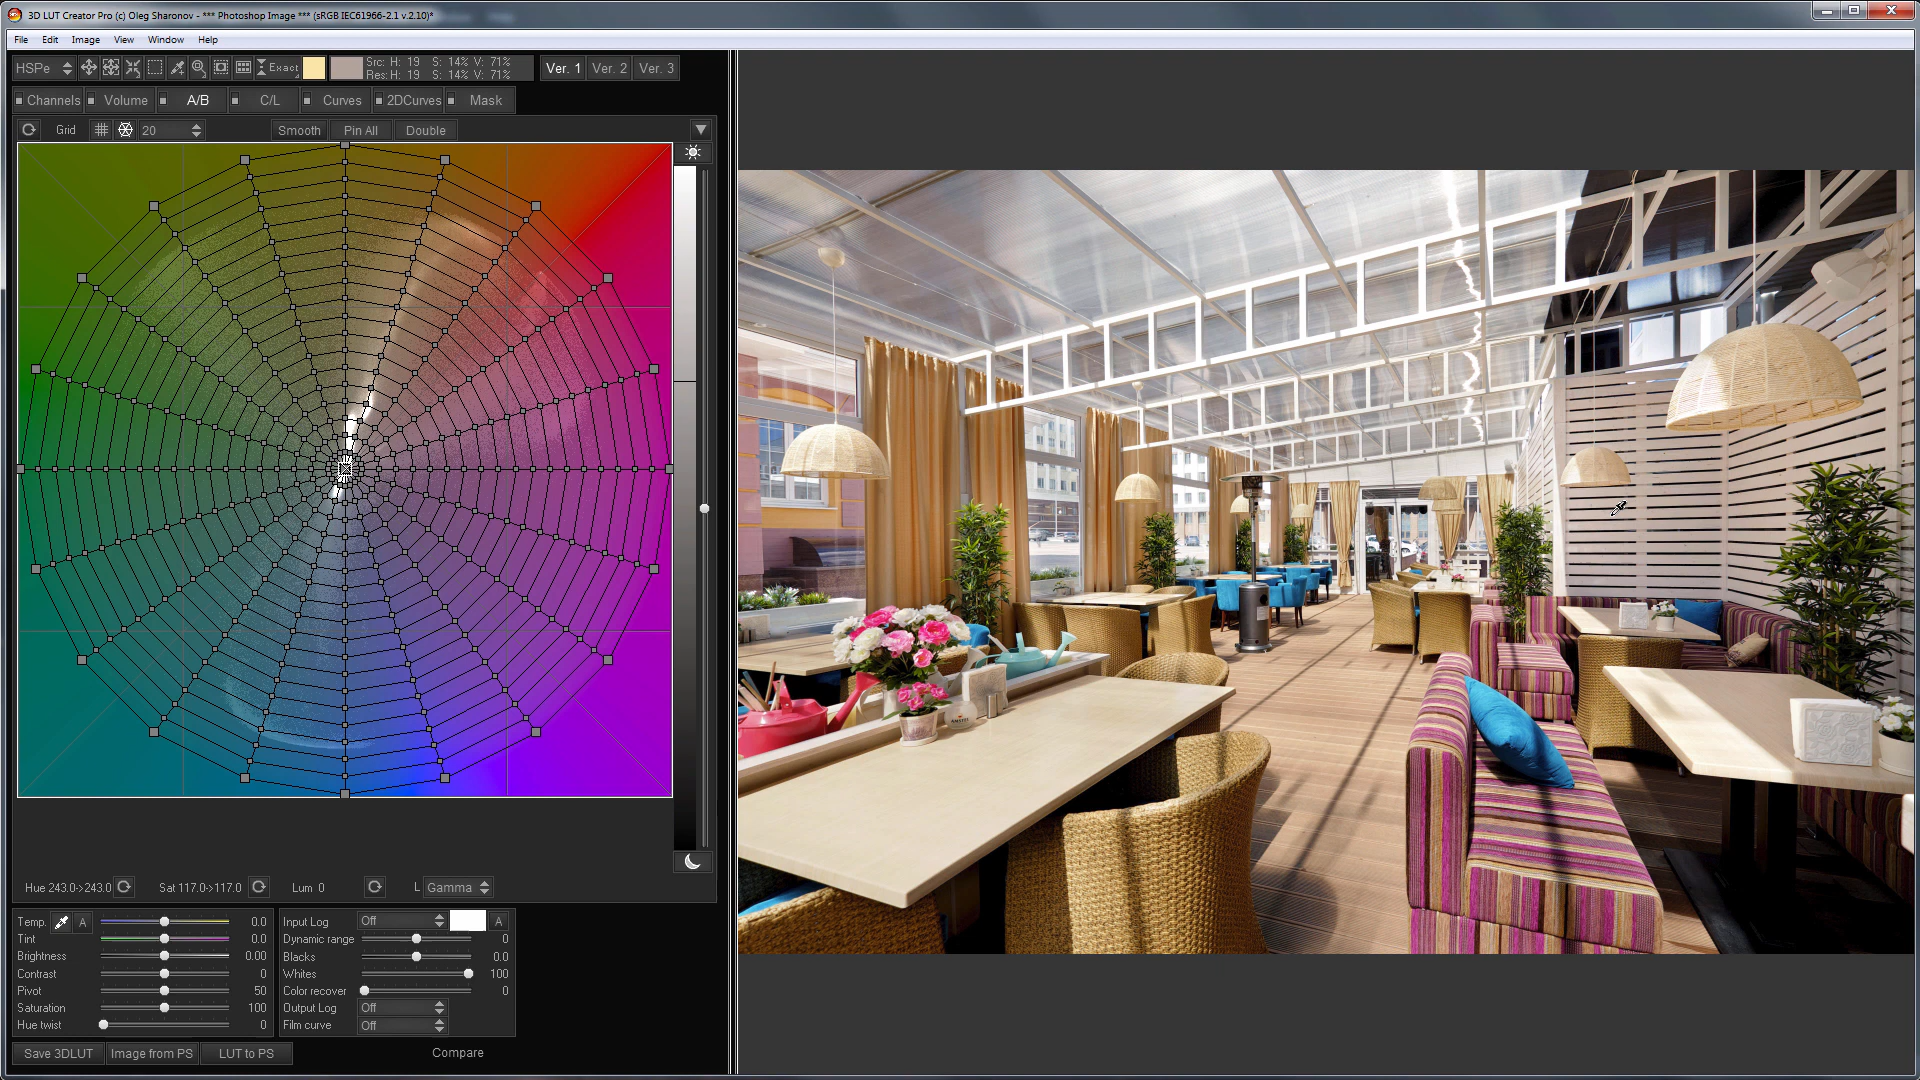 3D LUT Creator Pro (c) Oleg Sharonov - *** Photoshop Image *** (sRGB IEC61966-2.1 v.2.10)*
File Edit Image View Window Help
HSPe Exact Src: H: 19 S: 14% V: 71% Ver. 1 Ver. 2 Ver. 3
Res: H: 19 S: 14% V: 71%
Channels Volume A/B C/L Curves 2DCurves Mask
Grid 20 Smooth Pin All Double
Hue 243.0->243.0 Sat 117.0->117.0 Lum 0 L Gamma
Temp. A 0.0 Input Log Off A
Tint 0.0 Dynamic range 0
Brightness 0.00 Blacks 0.0
Contrast 0 Whites 100
Pivot 50 Color recover 0
Saturation 100 Output Log Off
Hue twist 0 Film curve Off
Save 3DLUT Image from PS LUT to PS Compare